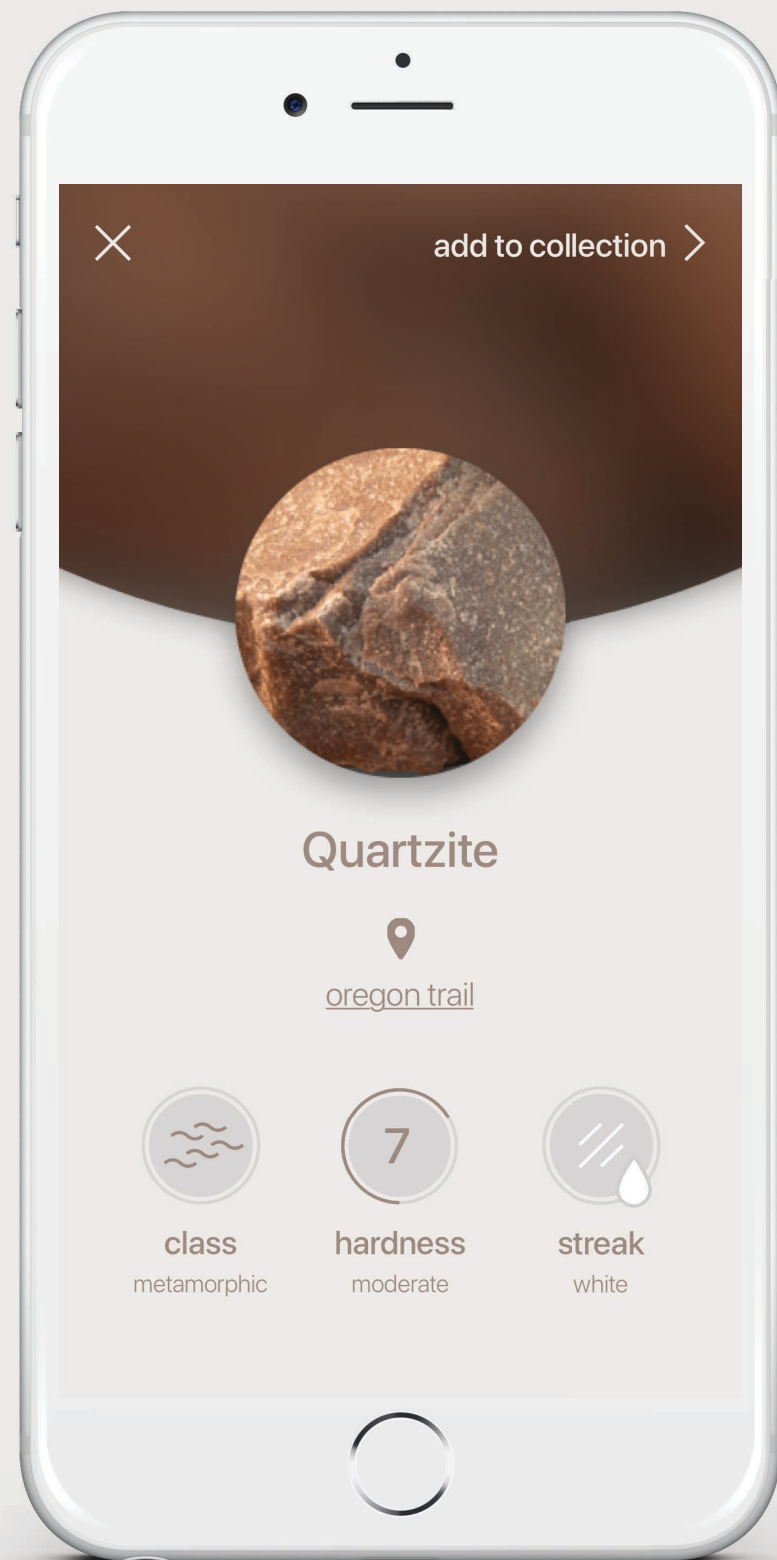 add to collection
Quartzite
oregon trail
7
class
hardness
streak
metamorphic
moderate
white